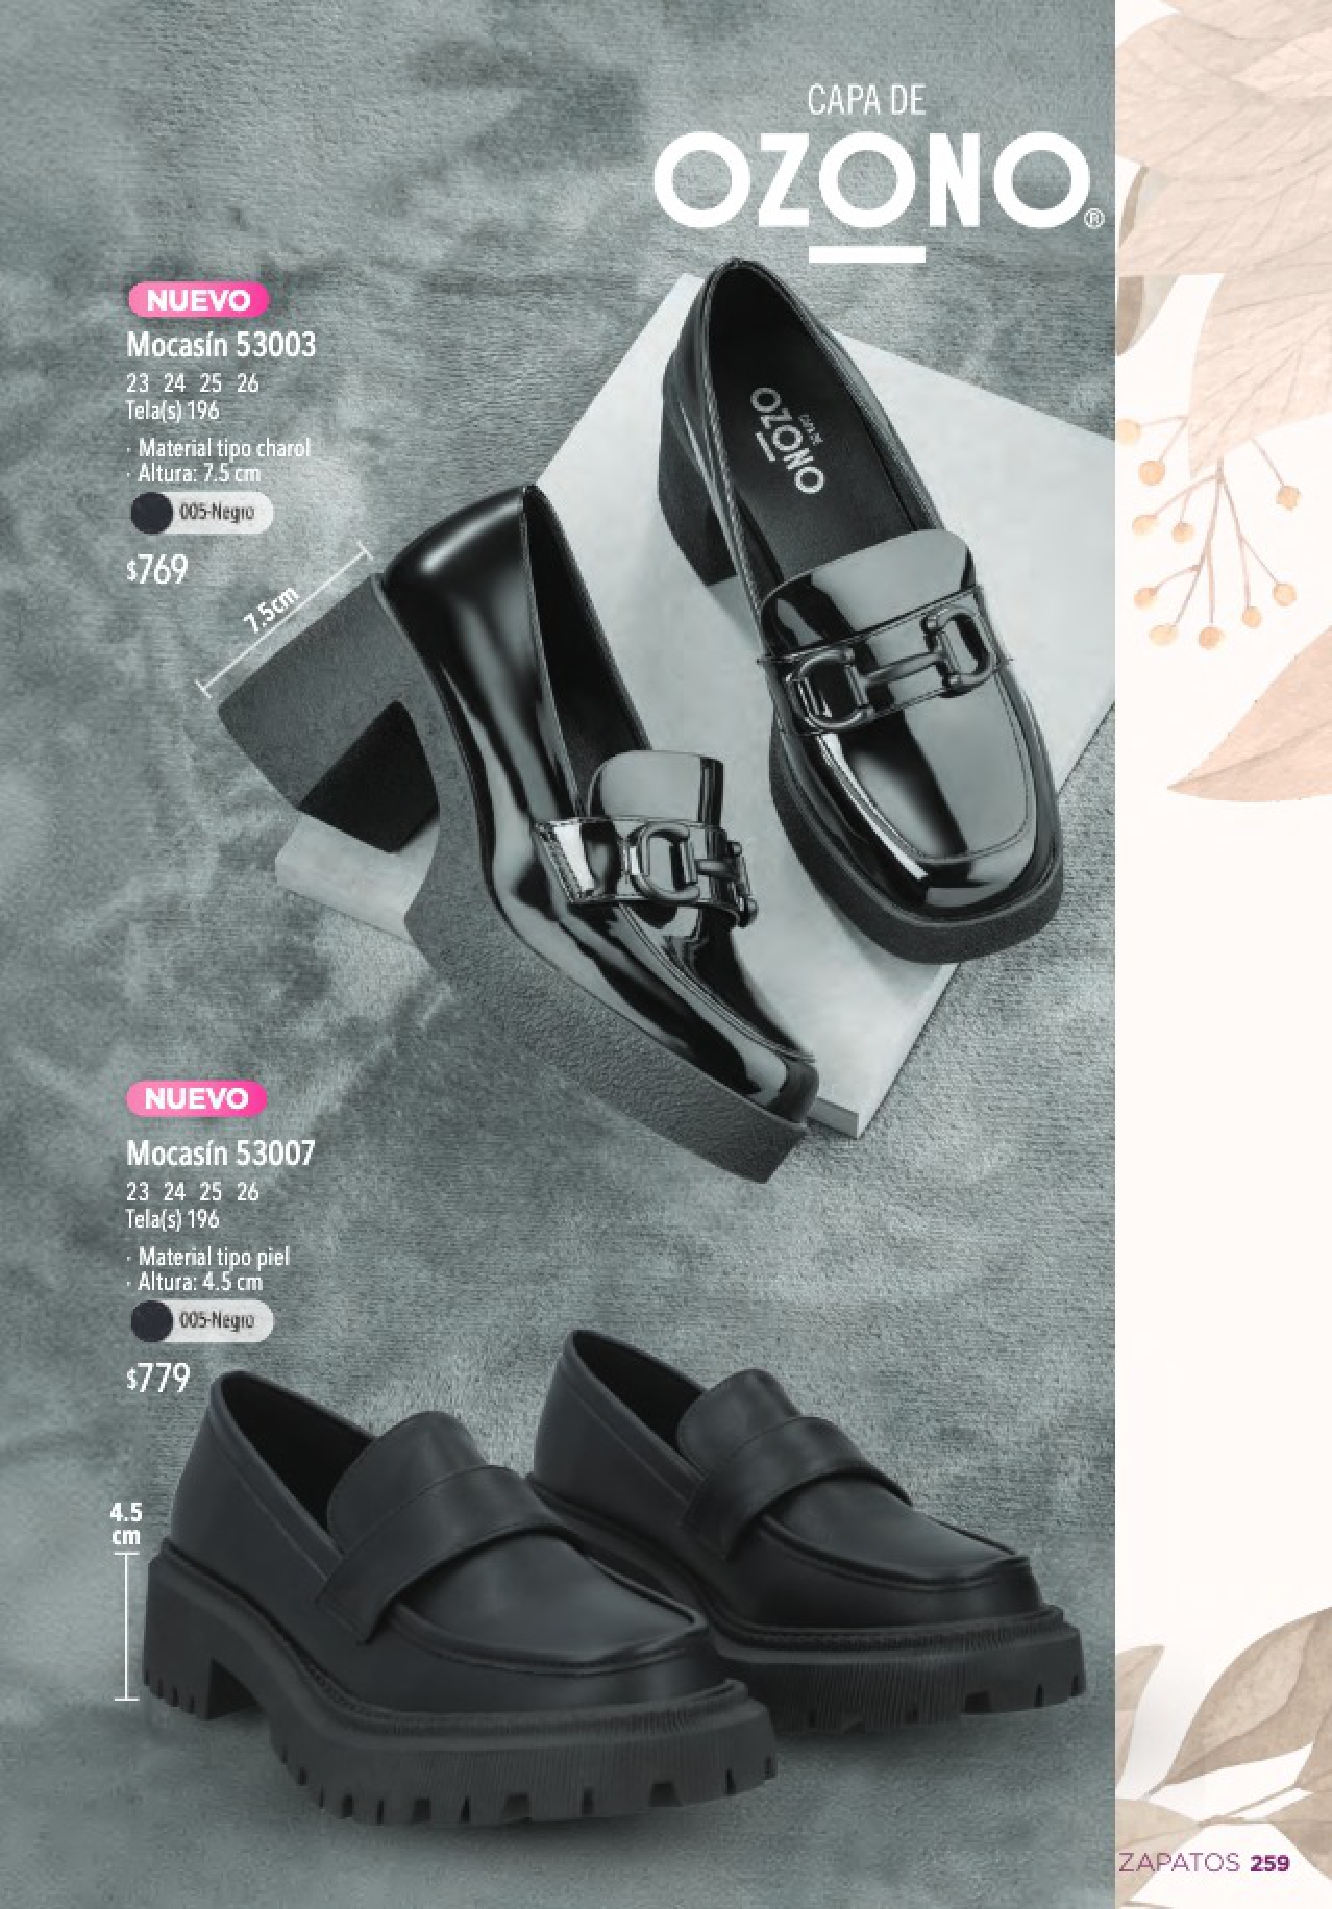 CAPA DE
OZONO®
NUEVO
Mocasín 53003
23 24 25 26
Tela(s) 196
· Material tipo charol
· Altura: 7.5 cm
005-Negro
$769
7.5cm
CAPA DE
OZONO
NUEVO
Mocasín 53007
23 24 25 26
Tela(s) 196
· Material tipo piel
· Altura: 4.5 cm
005-Negro
$779
4.5
cm
ZAPATOS 259